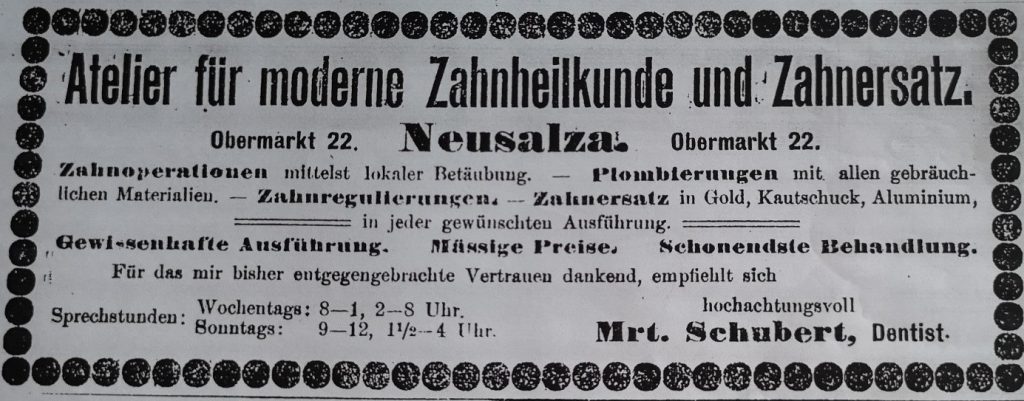 Atelier für moderne Zahnheilkunde und Zahnersatz.
Obermarkt 22. Neusalza. Obermarkt 22.
Zahnoperationen mittelst lokaler Betäubung. — Plombierungen mit allen gebräuch-
lichen Materialien. — Zahnregulierungen. — Zahnersatz in Gold, Kautschuck, Aluminium,
in jeder gewünschten Ausführung.
Gewissenhafte Ausführung. Mässige Preise. Schonendste Behandlung.
Für das mir bisher entgegengebrachte Vertrauen dankend, empfiehlt sich
hochachtungsvoll
Sprechstunden: Wochentags: 8—1, 2—8 Uhr.
Sonntags: 9—12, 1½—4 Uhr.
Mrt. Schubert, Dentist.